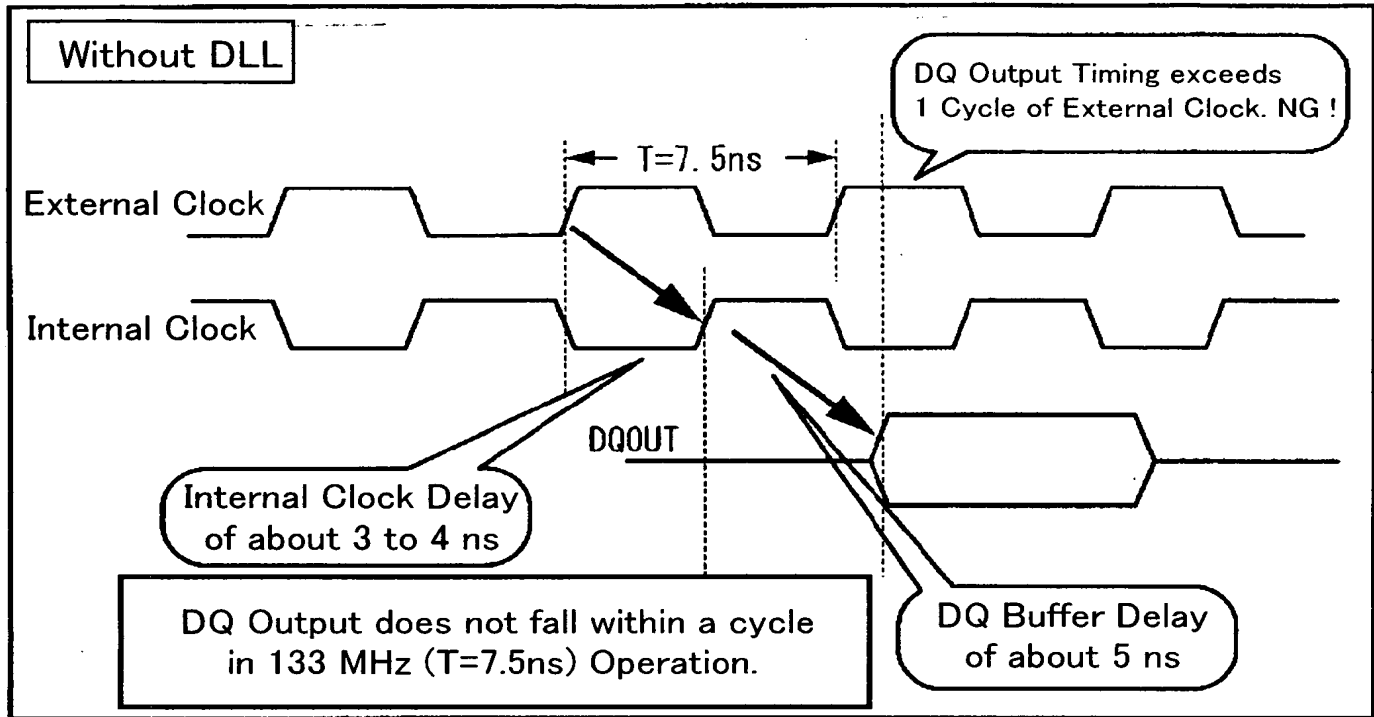 Without DLL
DQ Output Timing exceeds
1 Cycle of External Clock. NG !
T=7. 5ns
External Clock
Internal Clock
DQOUT
Internal Clock Delay
of about 3 to 4 ns
DQ Buffer Delay
of about 5 ns
DQ Output does not fall within a cycle
in 133 MHz (T=7.5ns) Operation.